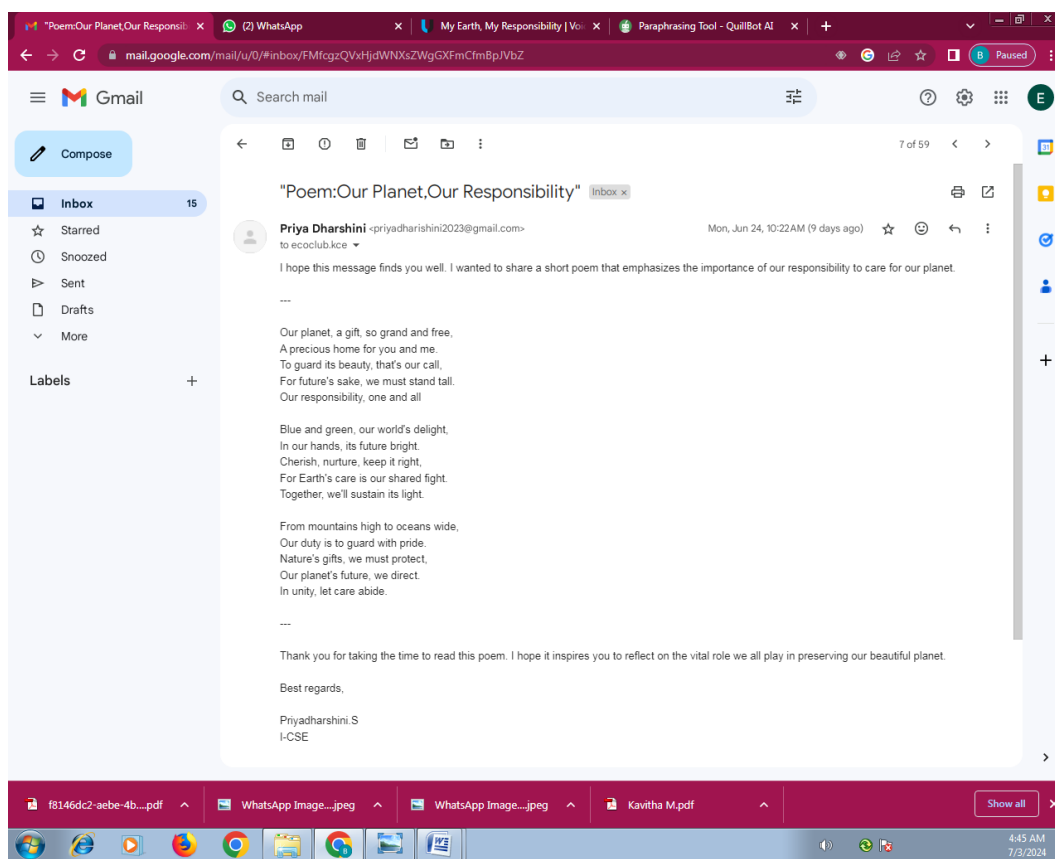 "Poem:Our Planet,Our Responsib
(2) WhatsApp
My Earth, My Responsibility | Voi
Paraphrasing Tool - QuillBot AI
mail.google.com/mail/u/0/#inbox/FMfcgzQVxHjdWNXsZWgGXFmCfmBpJVbZ
B Paused
Gmail
Search mail
E
Compose
7 of 59
31
"Poem:Our Planet,Our Responsibility" Inbox x
Inbox 15
Starred
Snoozed
Sent
Drafts
More
Labels +
Priya Dharshini <priyadharishini2023@gmail.com> Mon, Jun 24, 10:22 AM (9 days ago)
to ecoclub.kce
I hope this message finds you well. I wanted to share a short poem that emphasizes the importance of our responsibility to care for our planet.
---
Our planet, a gift, so grand and free,
A precious home for you and me.
To guard its beauty, that's our call,
For future's sake, we must stand tall.
Our responsibility, one and all
Blue and green, our world's delight,
In our hands, its future bright.
Cherish, nurture, keep it right,
For Earth's care is our shared fight.
Together, we'll sustain its light.
From mountains high to oceans wide,
Our duty is to guard with pride.
Nature's gifts, we must protect,
Our planet's future, we direct.
In unity, let care abide.
---
Thank you for taking the time to read this poem. I hope it inspires you to reflect on the vital role we all play in preserving our beautiful planet.
Best regards,
Priyadharshini.S
I-CSE
f8146dc2-aebe-4b....pdf
WhatsApp Image....jpeg
WhatsApp Image....jpeg
Kavitha M.pdf
Show all
4:45 AM
7/3/2024